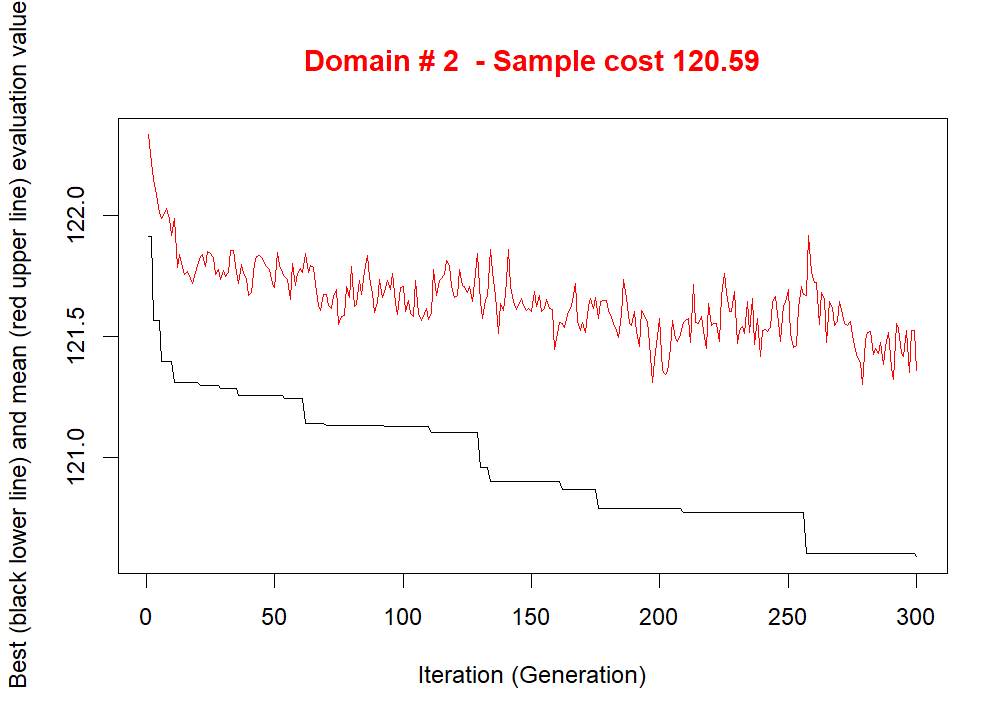 Domain # 2  - Sample cost 120.59
Best (black lower line) and mean (red upper line) evaluation value
122.0
121.5
121.0
0 50 100 150 200 250 300
Iteration (Generation)